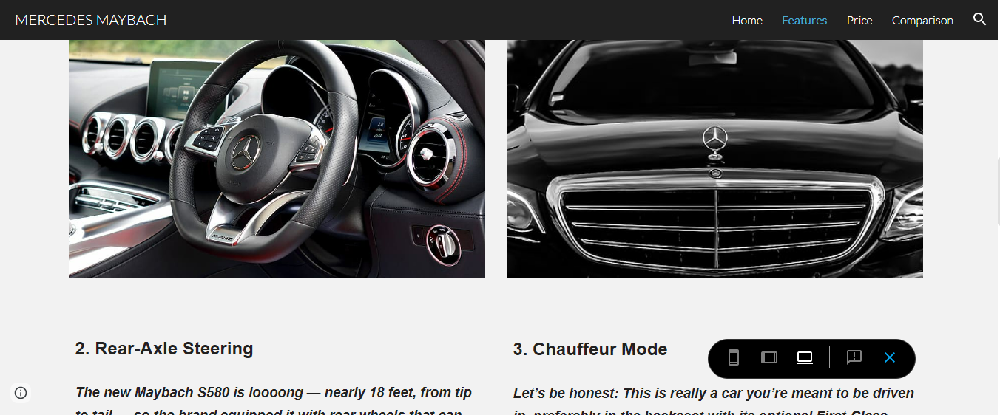 MERCEDES MAYBACH
Home Features Price Comparison
2. Rear-Axle Steering
The new Maybach S580 is loooong — nearly 18 feet, from tip
to tail — so the brand equipped it with rear wheels that can
3. Chauffeur Mode
Let's be honest: This is really a car you're meant to be driven
in, preferably in the backseat with its optional First-Class